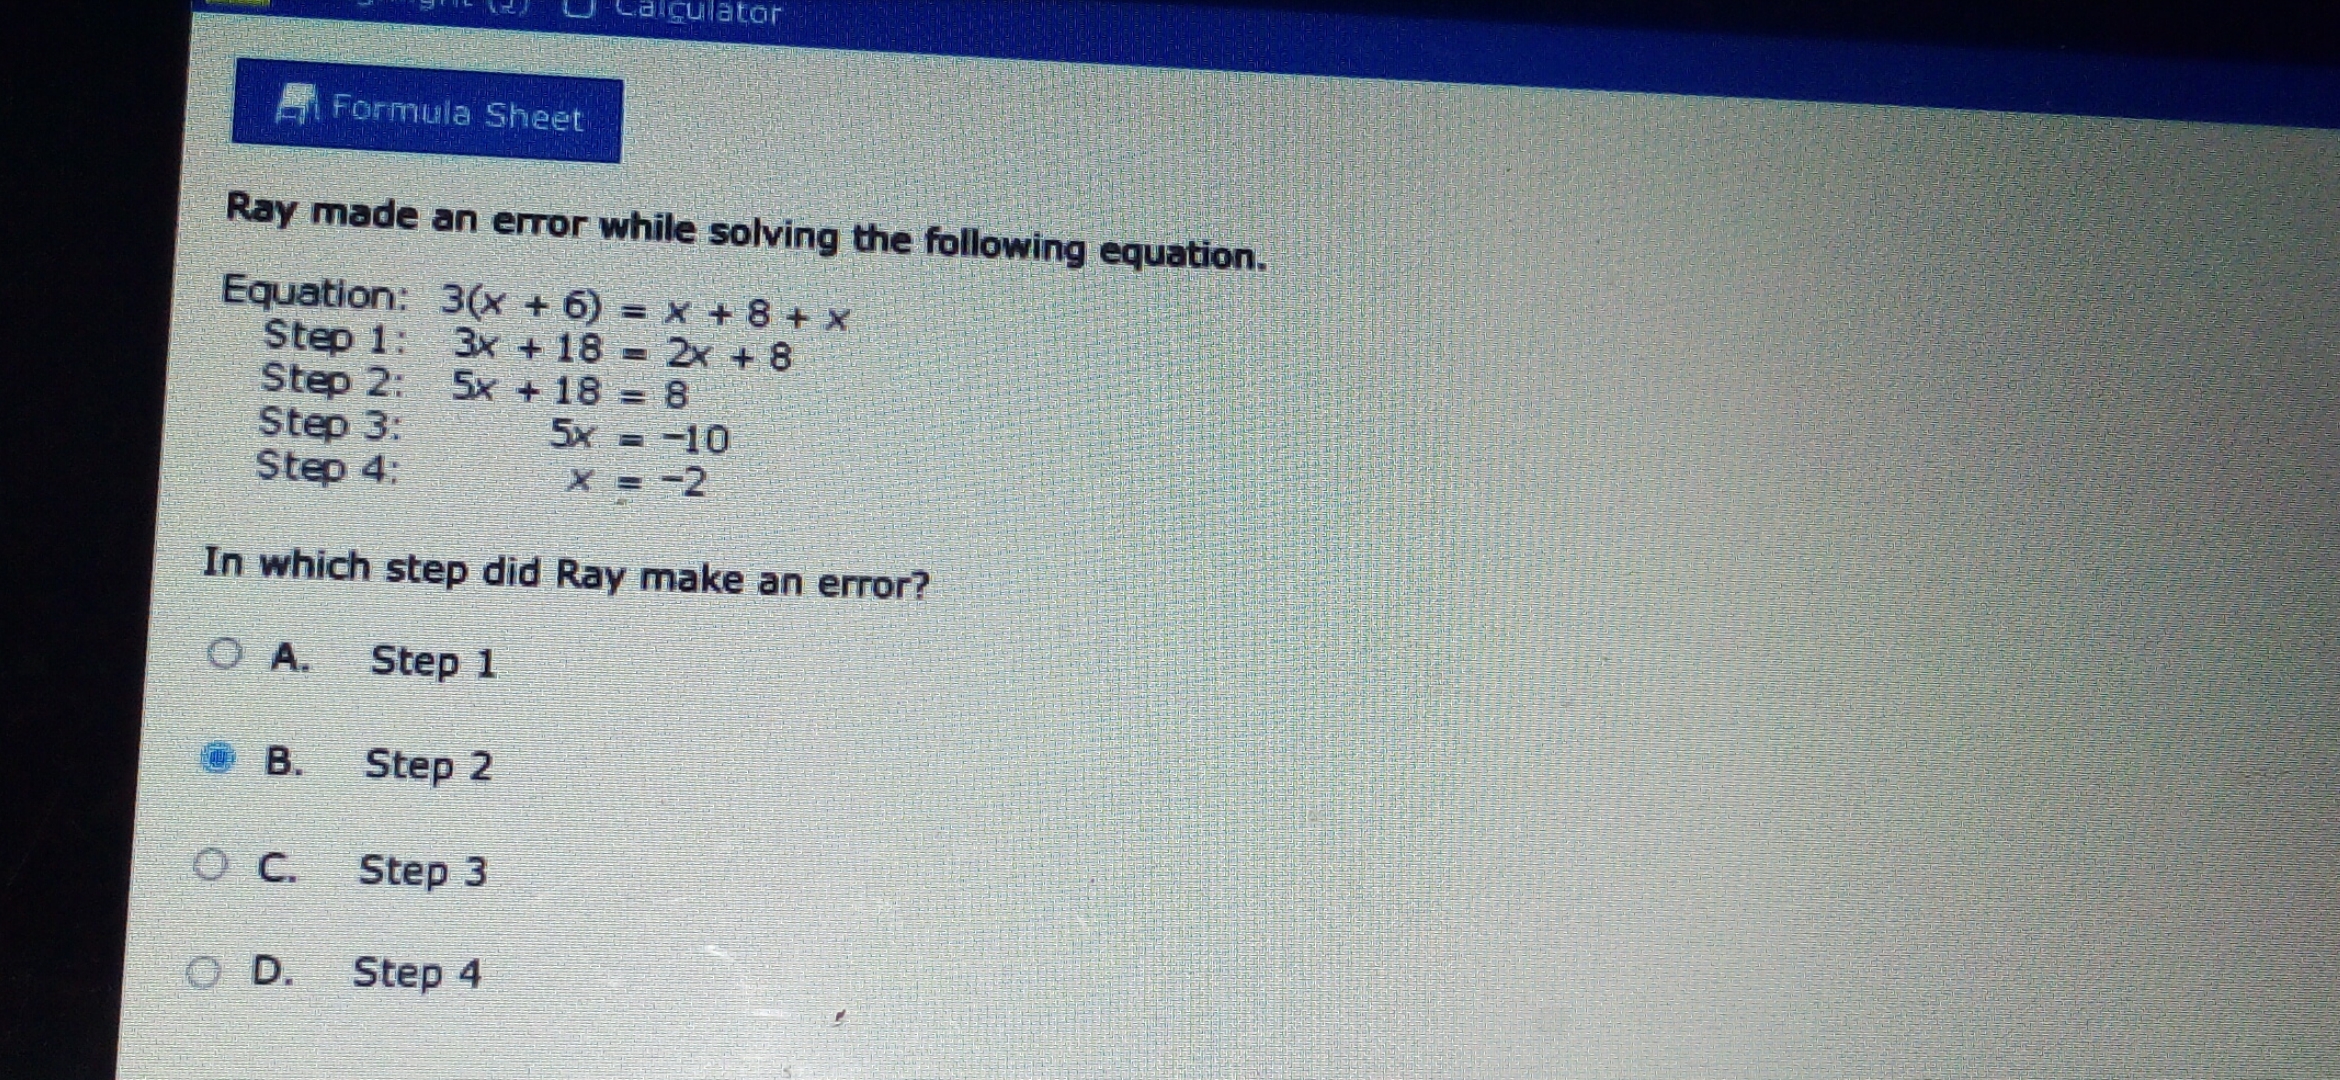 Calculator
Formula Sheet
Ray made an error while solving the following equation.
Equation: 3(x + 6) = x + 8 + x
Step 1: 3x + 18 = 2x + 8
Step 2: 5x + 18 = 8
Step 3: 5x = −10
Step 4: x = −2
In which step did Ray make an error?
A. Step 1
B. Step 2
C. Step 3
D. Step 4